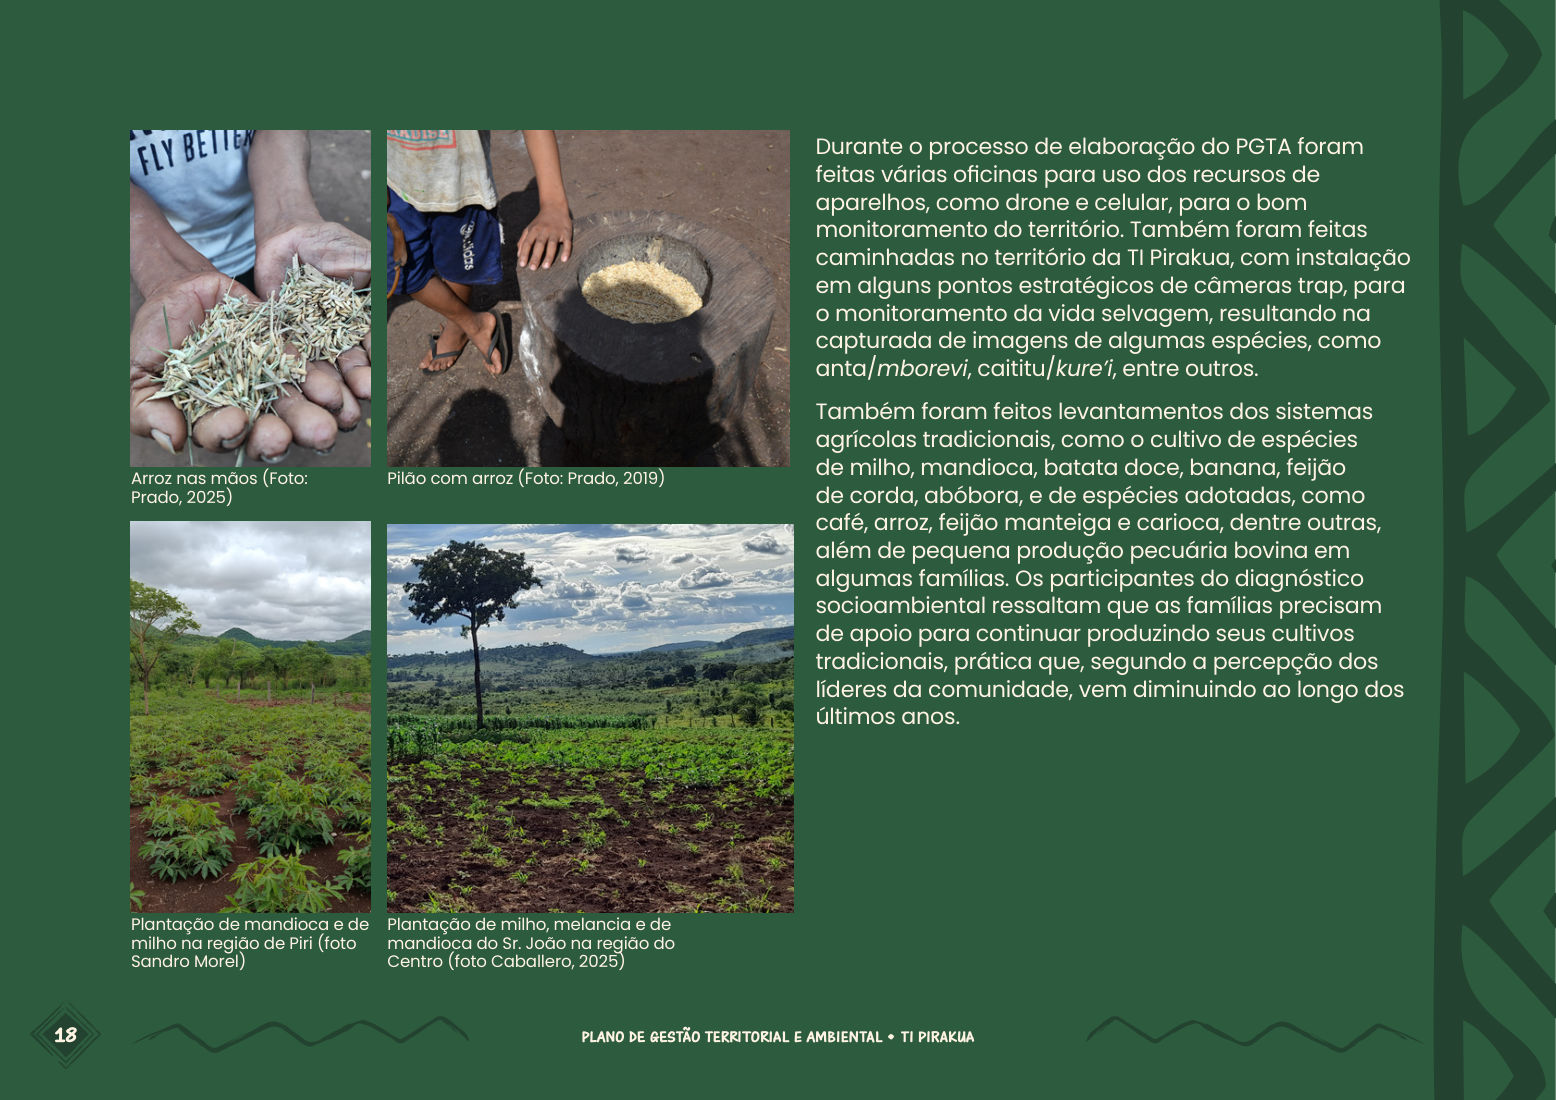 FLY BETTER
adidas
Arroz nas mãos (Foto:
Prado, 2025)
Pilão com arroz (Foto: Prado, 2019)
Plantação de mandioca e de
milho na região de Piri (foto
Sandro Morel)
Plantação de milho, melancia e de
mandioca do Sr. João na região do
Centro (foto Caballero, 2025)
Durante o processo de elaboração do PGTA foram
feitas várias oficinas para uso dos recursos de
aparelhos, como drone e celular, para o bom
monitoramento do território. Também foram feitas
caminhadas no território da TI Pirakua, com instalação
em alguns pontos estratégicos de câmeras trap, para
o monitoramento da vida selvagem, resultando na
capturada de imagens de algumas espécies, como
anta/mborevi, caititu/kure’i, entre outros.
Também foram feitos levantamentos dos sistemas
agrícolas tradicionais, como o cultivo de espécies
de milho, mandioca, batata doce, banana, feijão
de corda, abóbora, e de espécies adotadas, como
café, arroz, feijão manteiga e carioca, dentre outras,
além de pequena produção pecuária bovina em
algumas famílias. Os participantes do diagnóstico
socioambiental ressaltam que as famílias precisam
de apoio para continuar produzindo seus cultivos
tradicionais, prática que, segundo a percepção dos
líderes da comunidade, vem diminuindo ao longo dos
últimos anos.
18
PLANO DE GESTÃO TERRITORIAL E AMBIENTAL • TI PIRAKUA